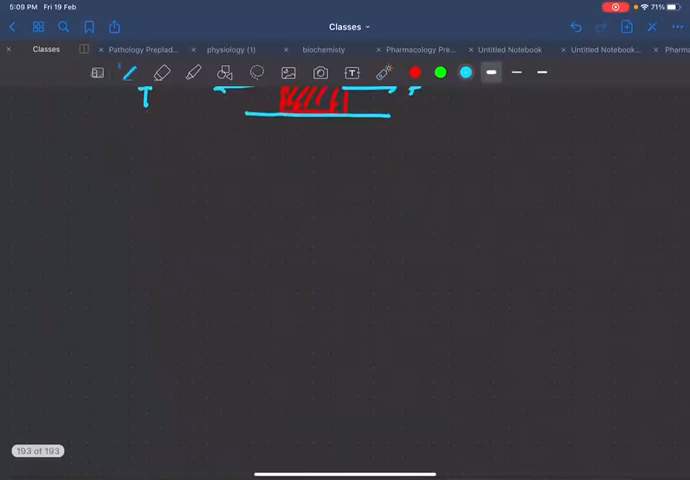 5:09 PM Fri 19 Feb
71%
Classes
Classes
Pathology Preplad...
physiology (1)
biochemisty
Pharmacology Pre...
Untitled Notebook
Untitled Notebook...
Pharma
T
193 of 193